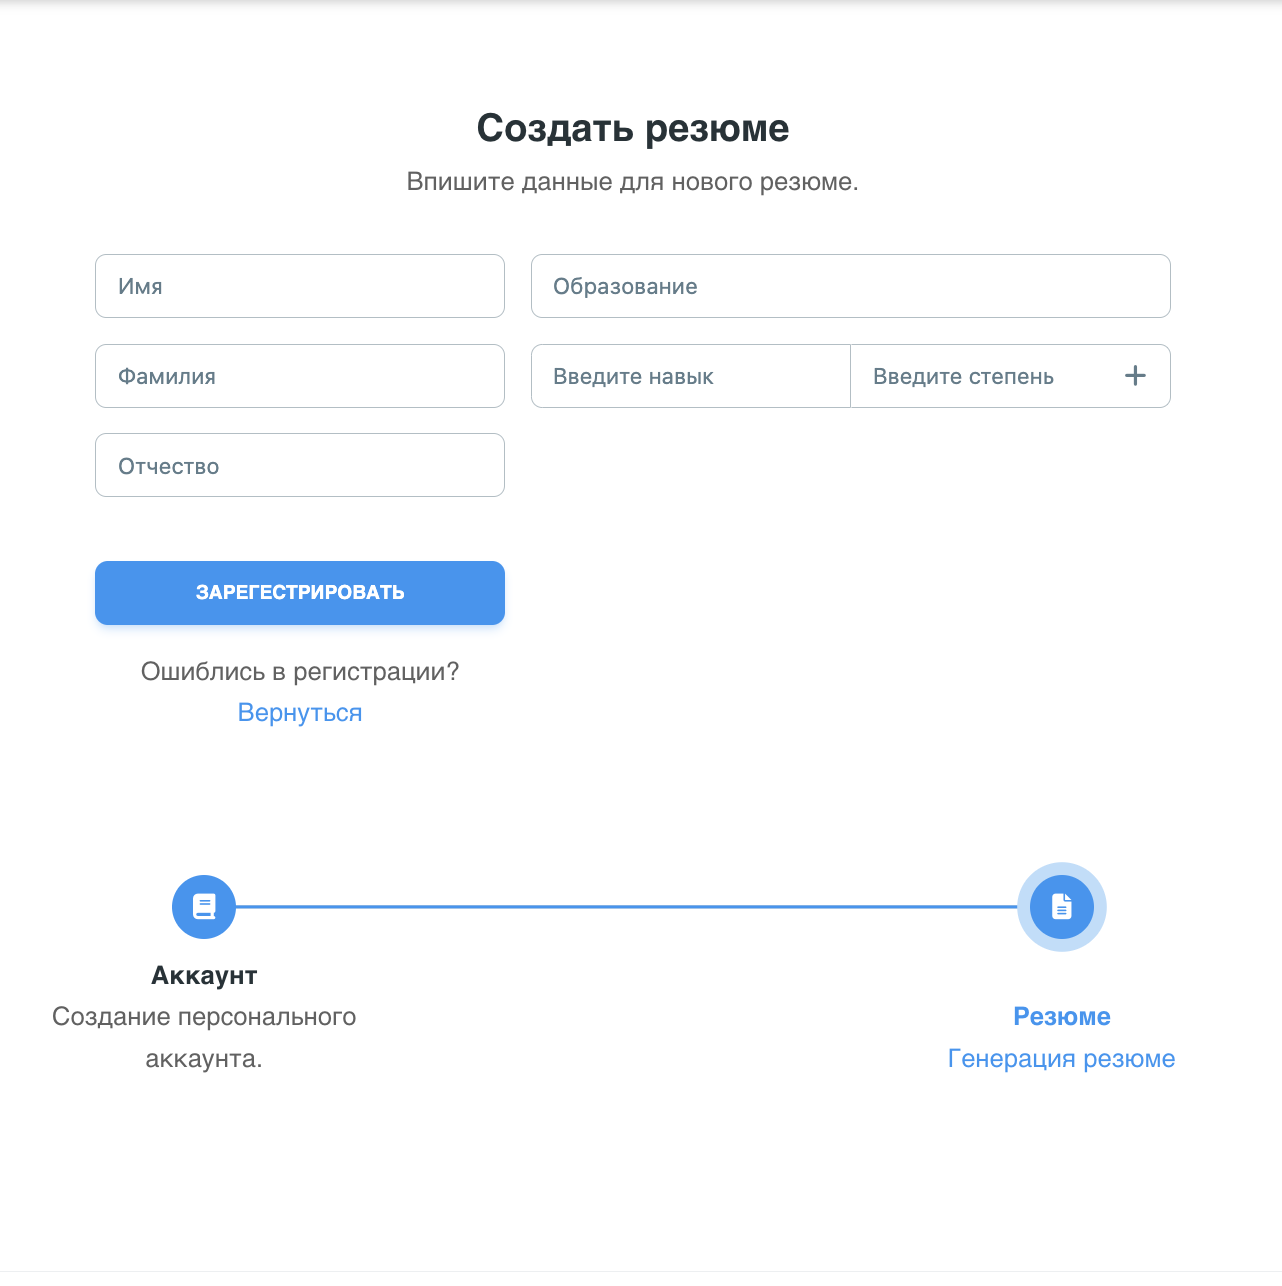 Создать резюме
Впишите данные для нового резюме.
Имя
Образование
Фамилия
Введите навык
Введите степень
Отчество
ЗАРЕГЕСТРИРОВАТЬ
Ошиблись в регистрации?
Вернуться
Аккаунт
Создание персонального
аккаунта.
Резюме
Генерация резюме